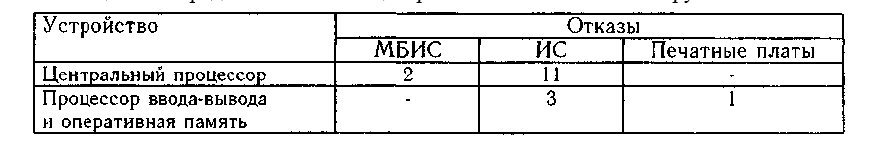 Устройство Отказы
МБИС ИС Печатные платы
Центральный процессор 2 11 -
Процессор ввода-вывода - 3 1
и оперативная память